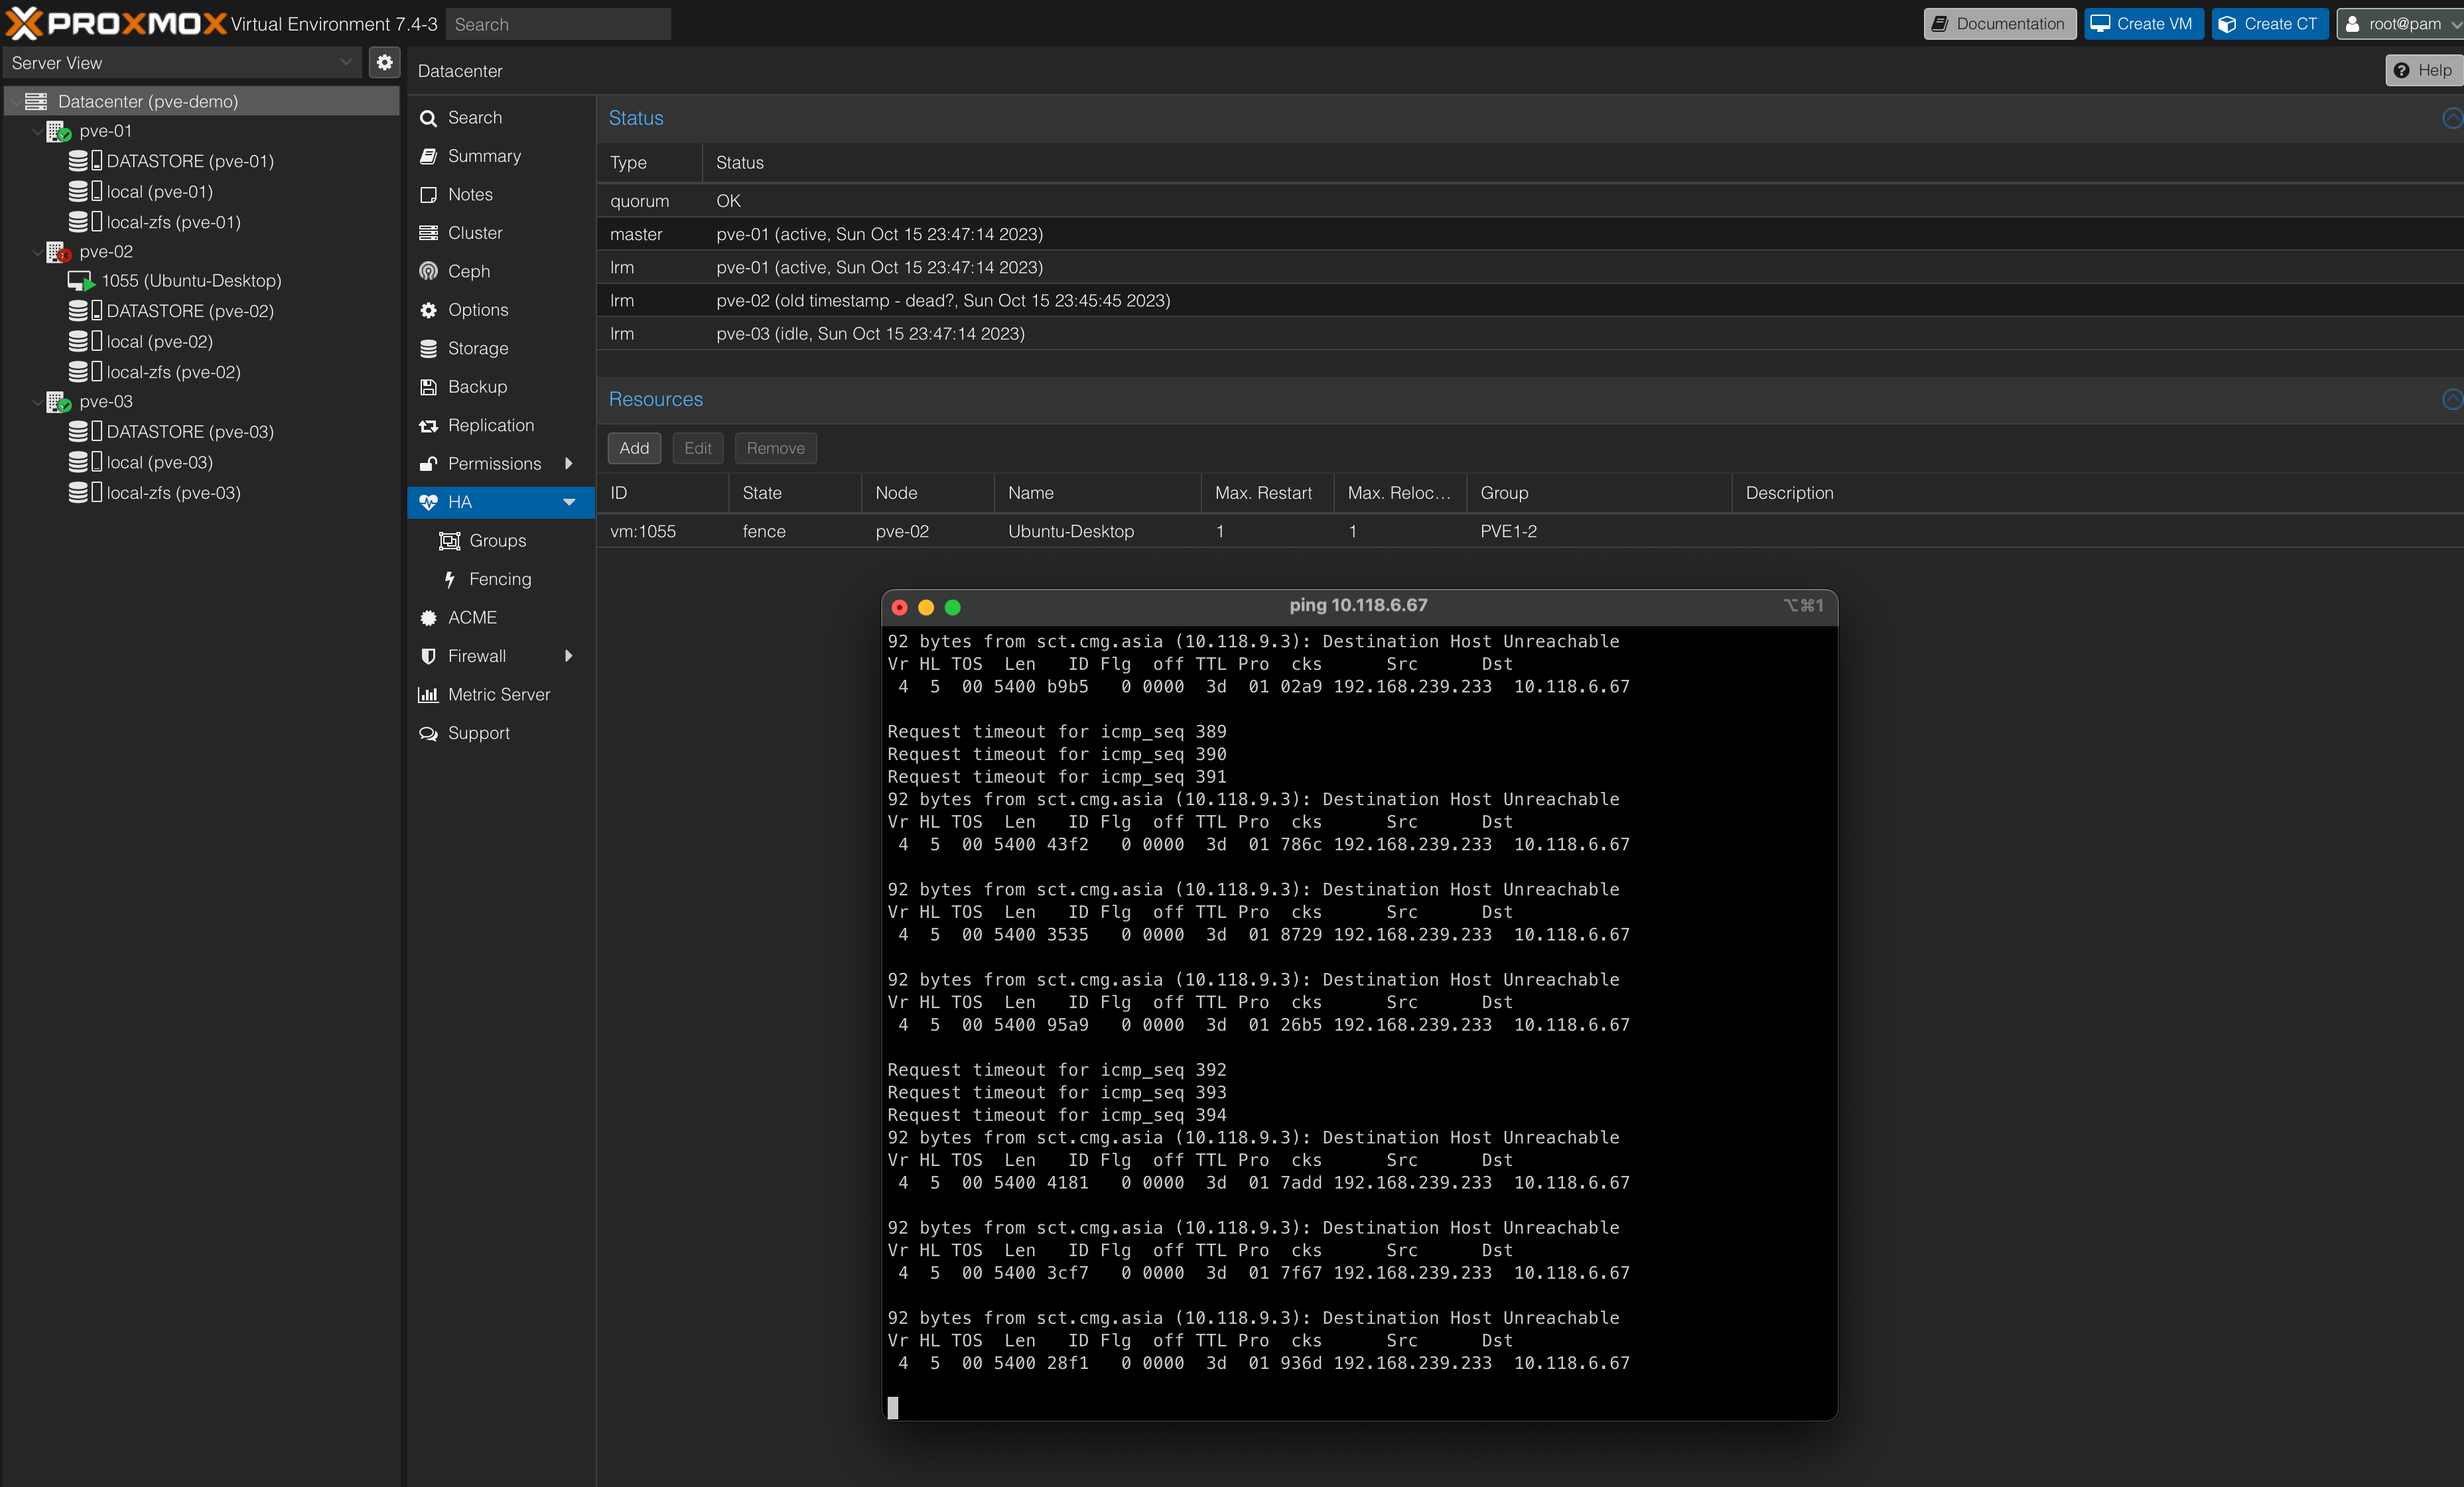 PROXMOX Virtual Environment 7.4-3 Search Documentation Create VM Create CT root@pam
Server View
Datacenter Help
Datacenter (pve-demo)
pve-01
DATASTORE (pve-01)
local (pve-01)
local-zfs (pve-01)
pve-02
1055 (Ubuntu-Desktop)
DATASTORE (pve-02)
local (pve-02)
local-zfs (pve-02)
pve-03
DATASTORE (pve-03)
local (pve-03)
local-zfs (pve-03)
Search
Summary
Notes
Cluster
Ceph
Options
Storage
Backup
Replication
Permissions
HA
Groups
Fencing
ACME
Firewall
Metric Server
Support
Status
Type Status
quorum OK
master pve-01 (active, Sun Oct 15 23:47:14 2023)
lrm pve-01 (active, Sun Oct 15 23:47:14 2023)
lrm pve-02 (old timestamp - dead?, Sun Oct 15 23:45:45 2023)
lrm pve-03 (idle, Sun Oct 15 23:47:14 2023)
Resources
Add Edit Remove
ID State Node Name Max. Restart Max. Reloc... Group Description
vm:1055 fence pve-02 Ubuntu-Desktop 1 1 PVE1-2
ping 10.118.6.67 ⌥⌘1
92 bytes from sct.cmg.asia (10.118.9.3): Destination Host Unreachable
Vr HL TOS Len ID Flg off TTL Pro cks Src Dst
4 5 00 5400 b9b5 0 0000 3d 01 02a9 192.168.239.233 10.118.6.67
Request timeout for icmp_seq 389
Request timeout for icmp_seq 390
Request timeout for icmp_seq 391
92 bytes from sct.cmg.asia (10.118.9.3): Destination Host Unreachable
Vr HL TOS Len ID Flg off TTL Pro cks Src Dst
4 5 00 5400 43f2 0 0000 3d 01 786c 192.168.239.233 10.118.6.67
92 bytes from sct.cmg.asia (10.118.9.3): Destination Host Unreachable
Vr HL TOS Len ID Flg off TTL Pro cks Src Dst
4 5 00 5400 3535 0 0000 3d 01 8729 192.168.239.233 10.118.6.67
92 bytes from sct.cmg.asia (10.118.9.3): Destination Host Unreachable
Vr HL TOS Len ID Flg off TTL Pro cks Src Dst
4 5 00 5400 95a9 0 0000 3d 01 26b5 192.168.239.233 10.118.6.67
Request timeout for icmp_seq 392
Request timeout for icmp_seq 393
Request timeout for icmp_seq 394
92 bytes from sct.cmg.asia (10.118.9.3): Destination Host Unreachable
Vr HL TOS Len ID Flg off TTL Pro cks Src Dst
4 5 00 5400 4181 0 0000 3d 01 7add 192.168.239.233 10.118.6.67
92 bytes from sct.cmg.asia (10.118.9.3): Destination Host Unreachable
Vr HL TOS Len ID Flg off TTL Pro cks Src Dst
4 5 00 5400 3cf7 0 0000 3d 01 7f67 192.168.239.233 10.118.6.67
92 bytes from sct.cmg.asia (10.118.9.3): Destination Host Unreachable
Vr HL TOS Len ID Flg off TTL Pro cks Src Dst
4 5 00 5400 28f1 0 0000 3d 01 936d 192.168.239.233 10.118.6.67